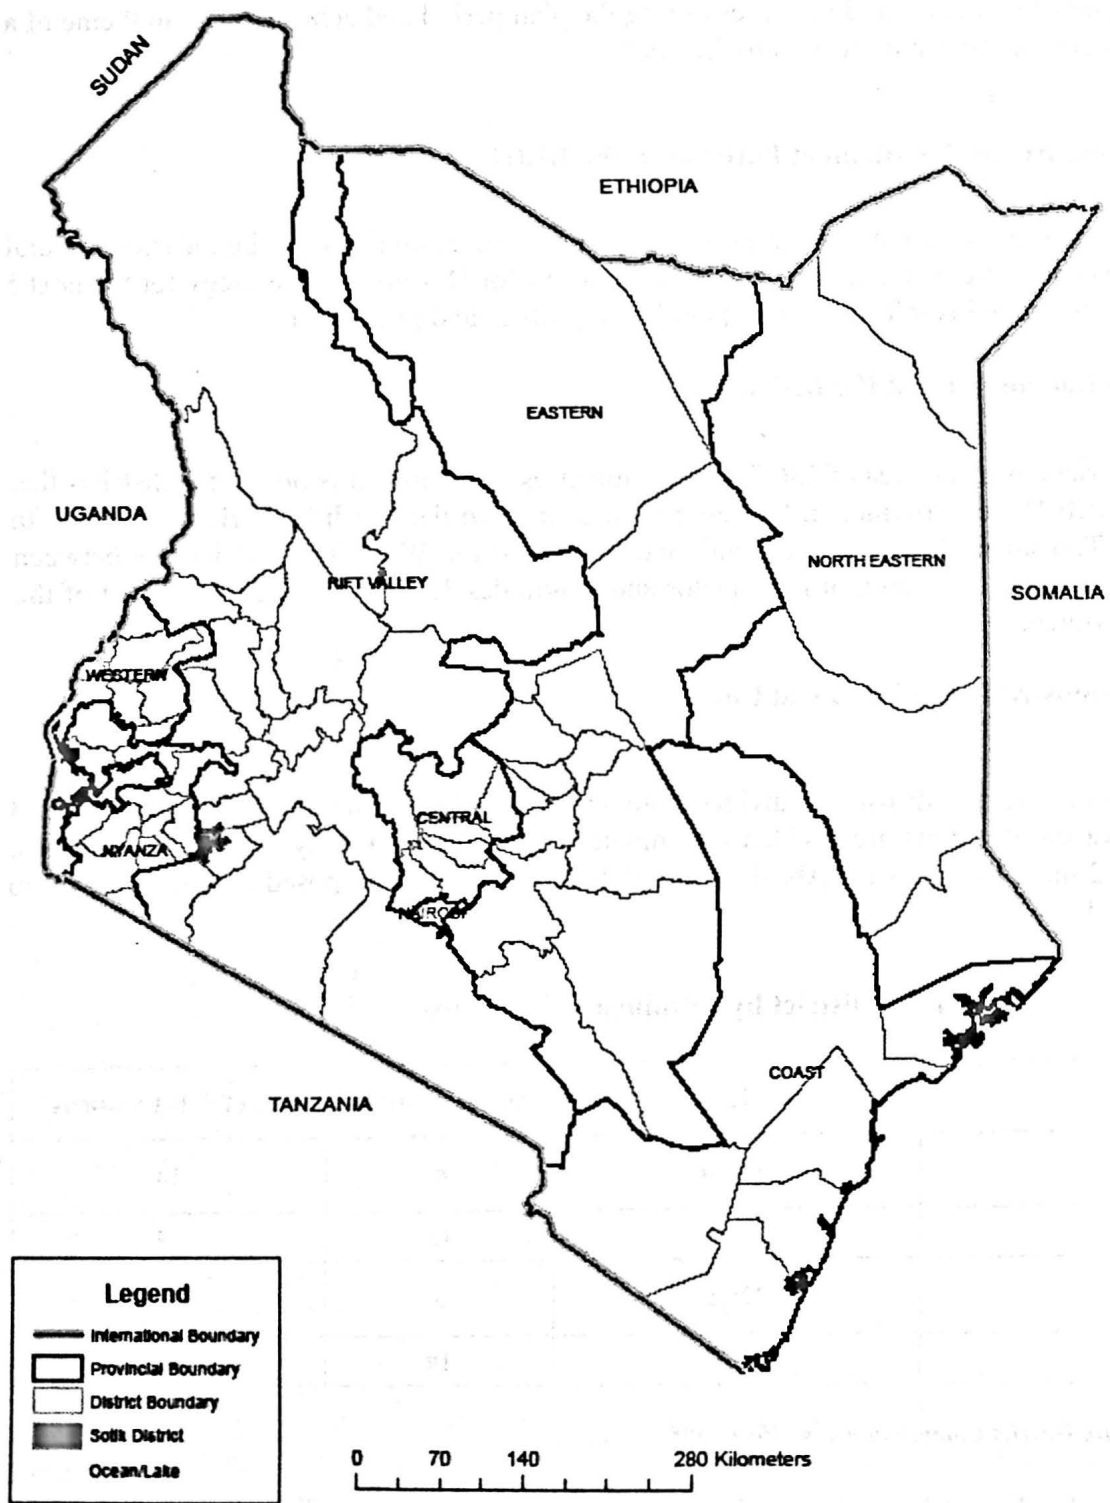 SUDAN
ETHIOPIA
EASTERN
UGANDA
NORTH EASTERN
RIFT VALLEY
SOMALIA
WESTERN
CENTRAL
NYANZA
NAIROBI
COAST
TANZANIA
Legend
International Boundary
Provincial Boundary
District Boundary
Sotik District
Ocean/Lake
0 70 140 280 Kilometers